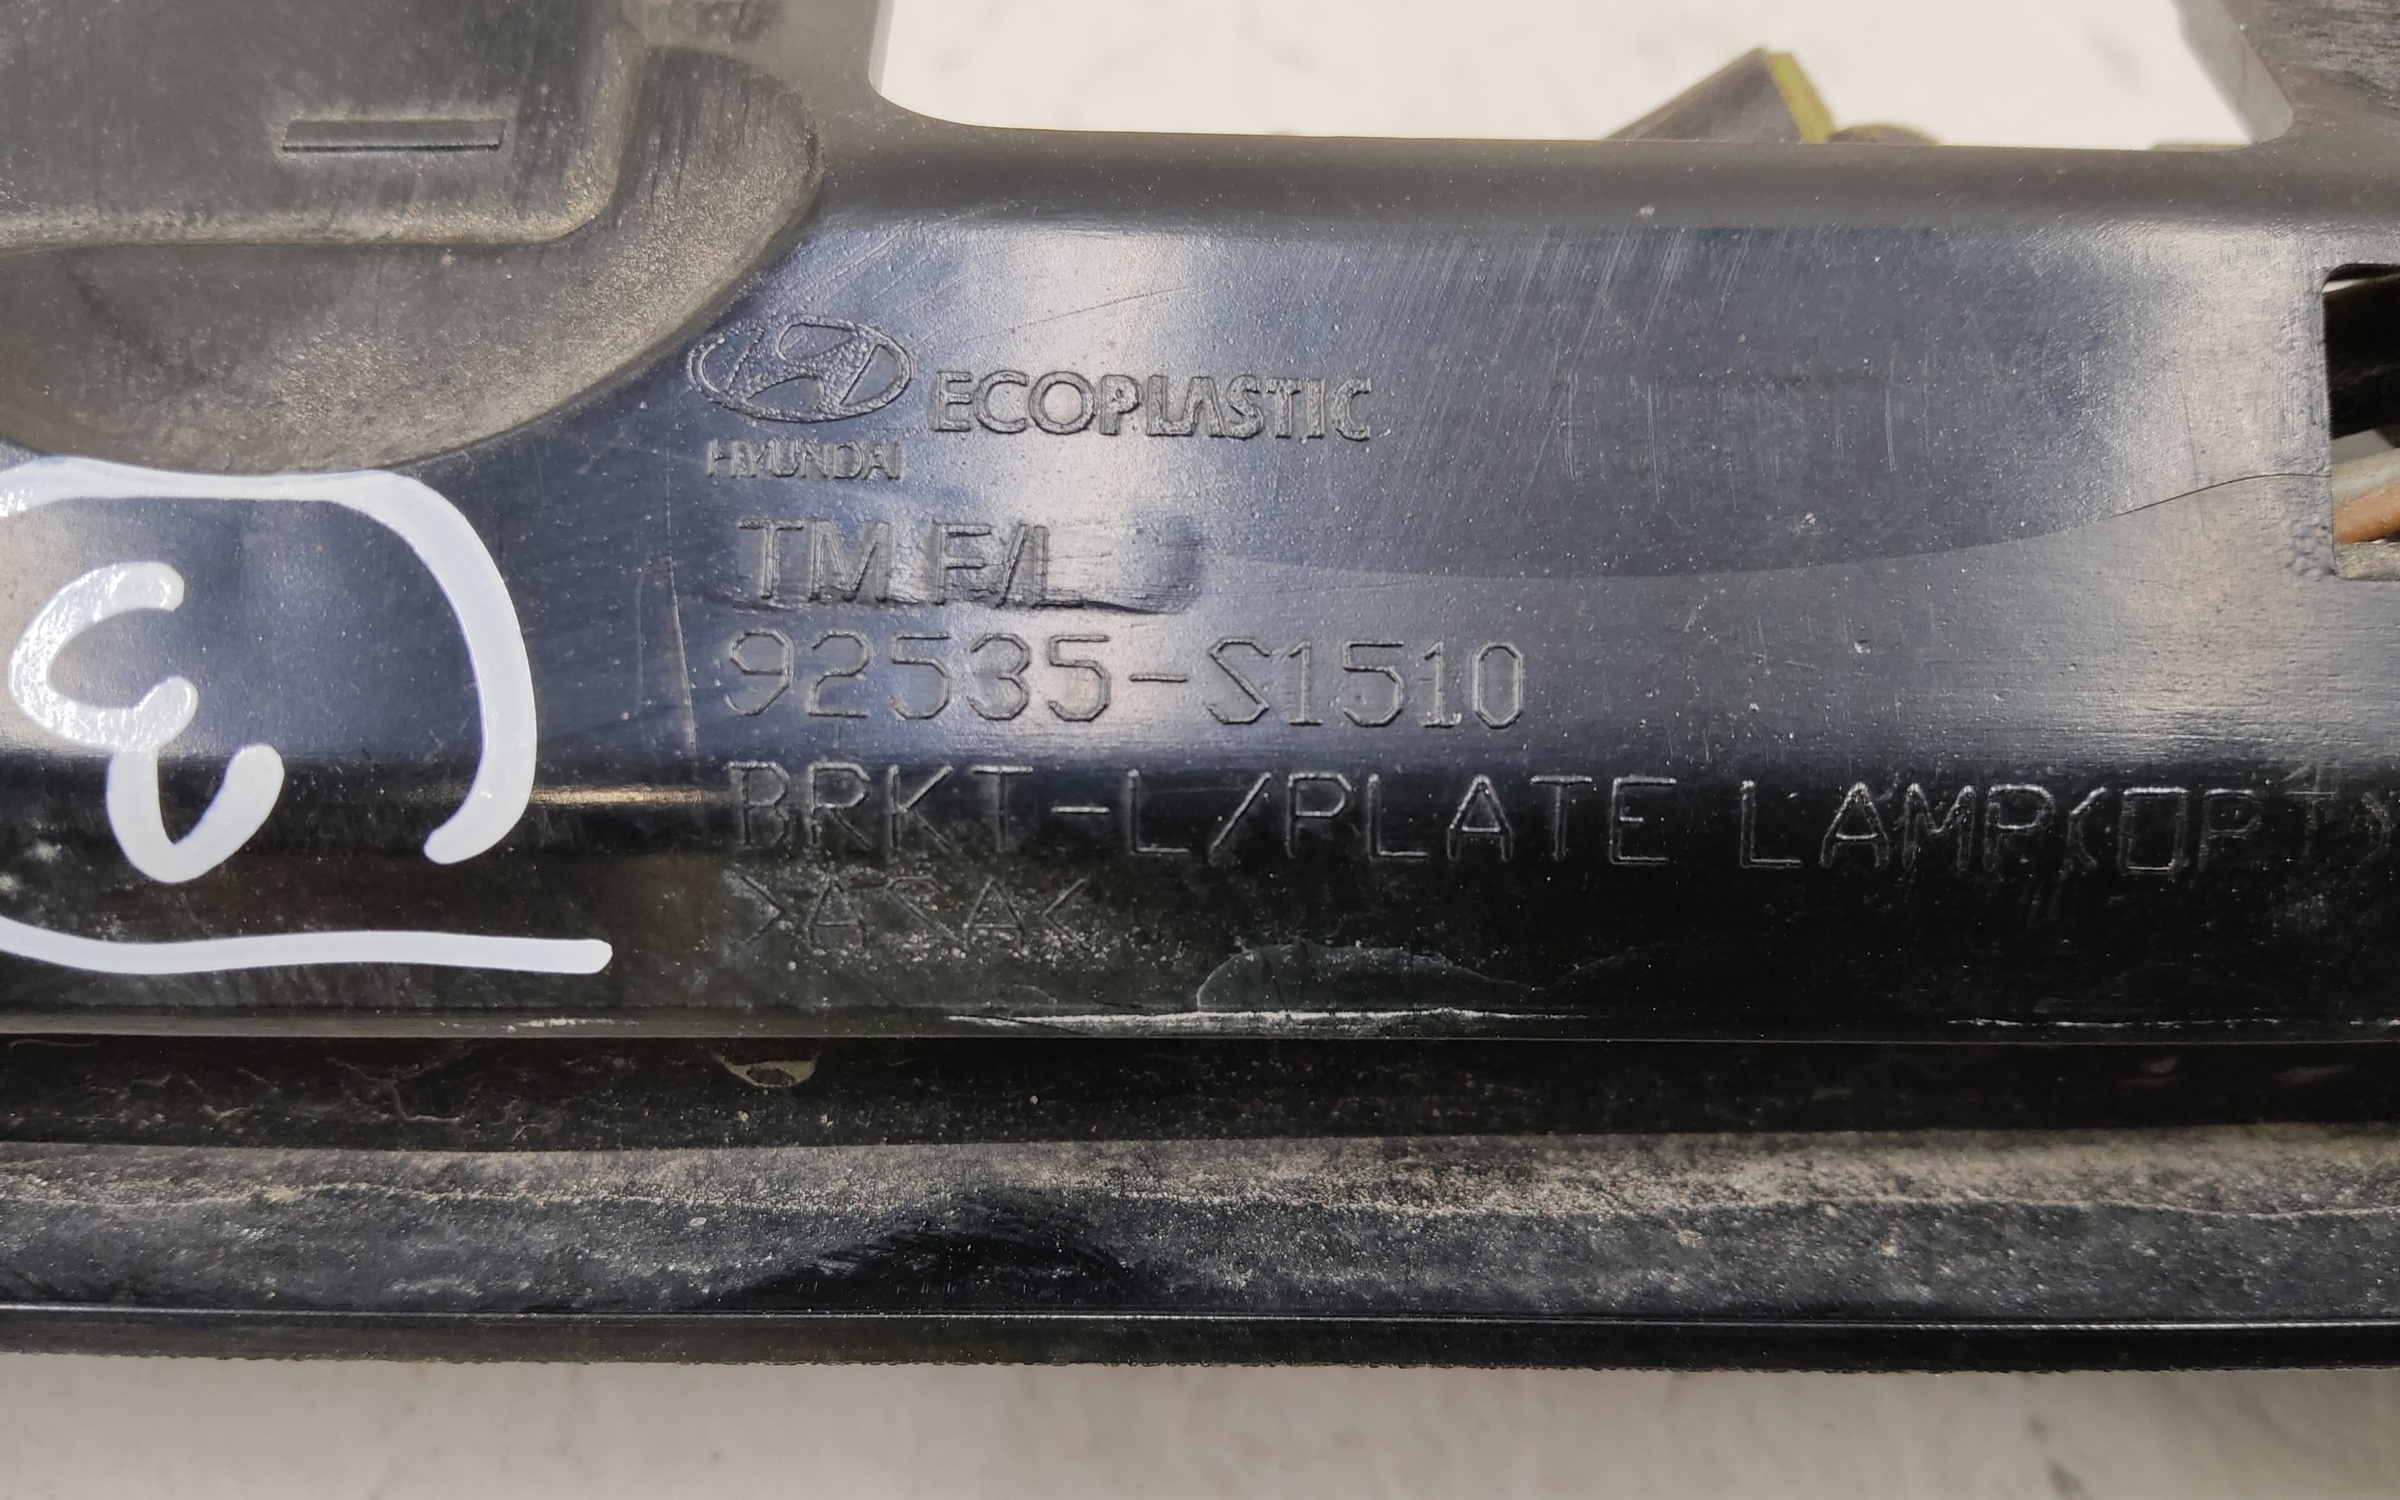 HYUNDAI ECOPLASTIC
TM F/L
92535-S1510
BRKT-L/PLATE LAMP(OPT)
>ASA<